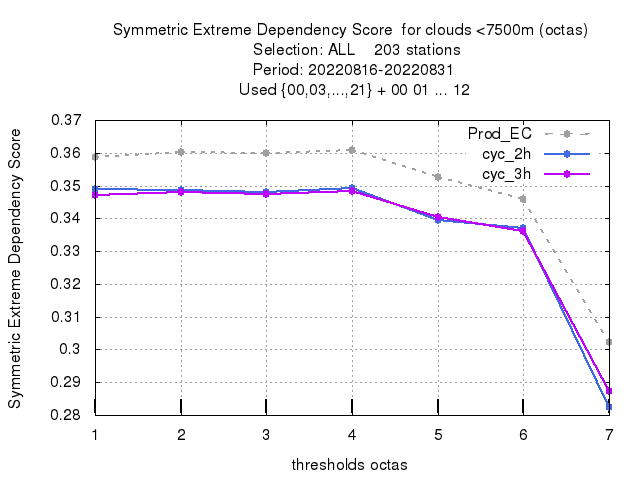 Symmetric Extreme Dependency Score  for clouds <7500m (octas)
Selection: ALL    203 stations
Period: 20220816-20220831
Used {00,03,...,21} + 00 01 ... 12
Symmetric Extreme Dependency Score
0.37
0.36
0.35
0.34
0.33
0.32
0.31
0.3
0.29
0.28
Prod_EC
cyc_2h
cyc_3h
1 2 3 4 5 6 7
thresholds octas